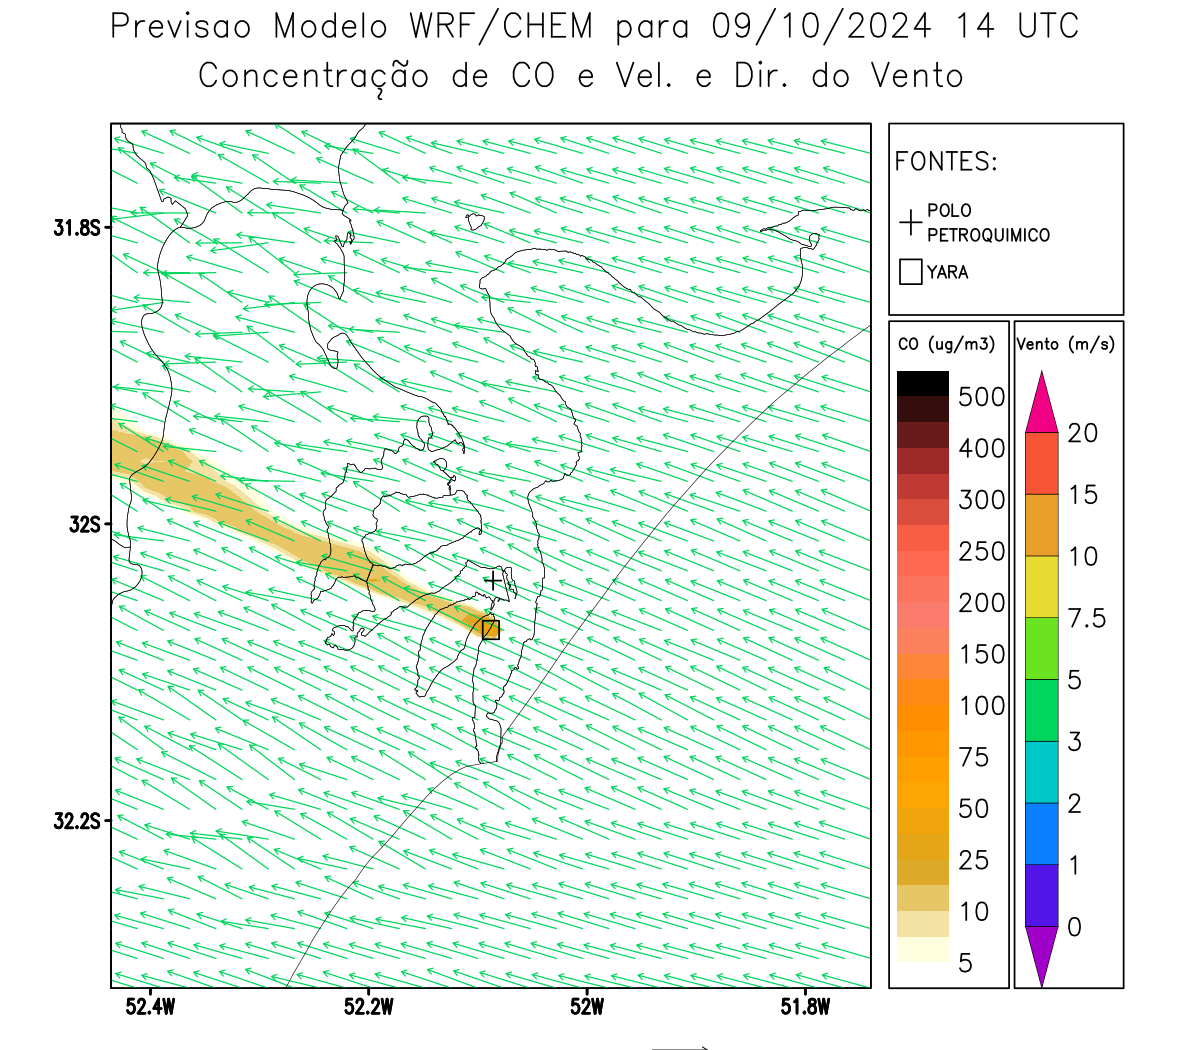 Previsao Modelo WRF/CHEM para 09/10/2024 14 UTC
Concentração de CO e Vel. e Dir. do Vento
31.8S
32S
32.2S
52.4W
52.2W
52W
51.8W
FONTES:
POLO
PETROQUIMICO
YARA
CO (ug/m3)
500
400
300
250
200
150
100
75
50
25
10
5
Vento (m/s)
20
15
10
7.5
5
3
2
1
0